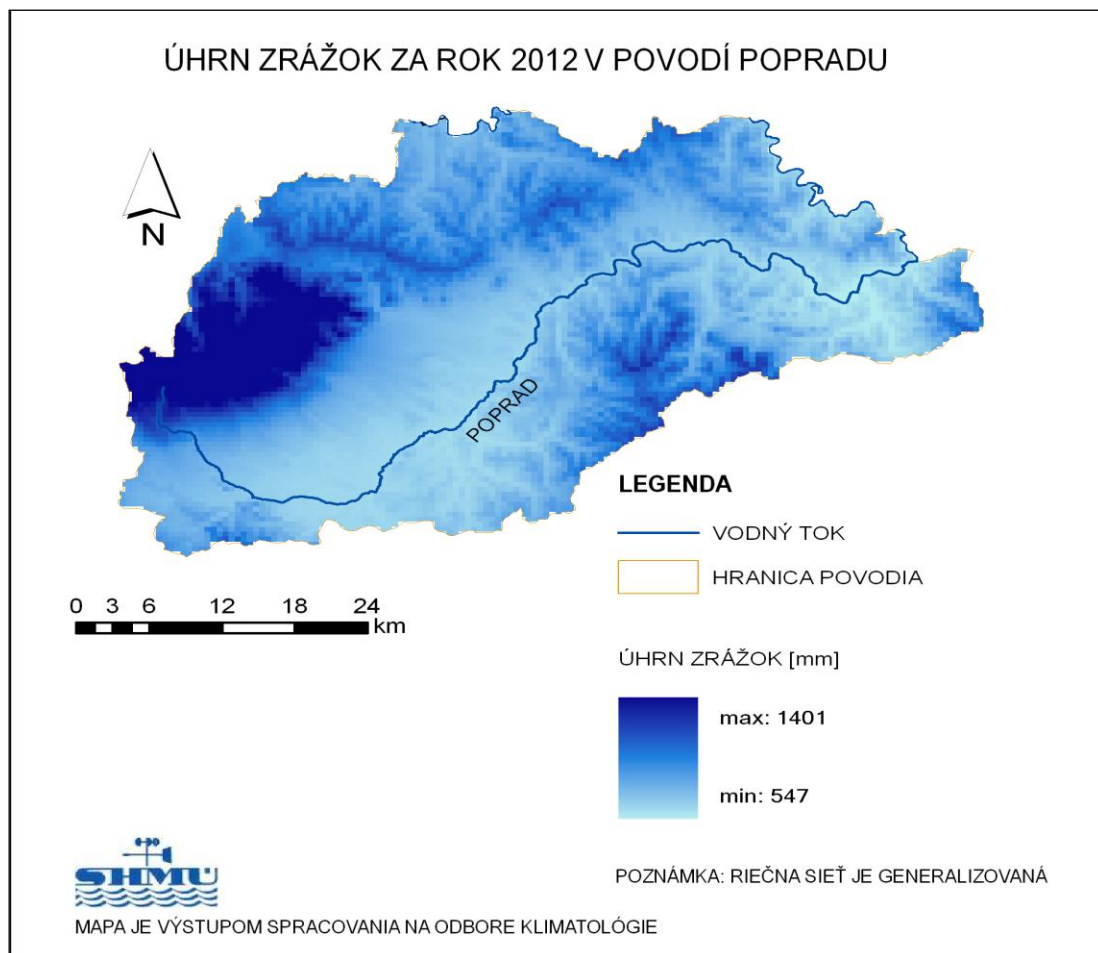 ÚHRN ZRÁŽOK ZA ROK 2012 V POVODÍ POPRADU
N
POPRAD
LEGENDA
VODNÝ TOK
HRANICA POVODIA
0 3 6 12 18 24
km
ÚHRN ZRÁŽOK [mm]
max: 1401
min: 547
SHMÚ
POZNÁMKA: RIEČNA SIEŤ JE GENERALIZOVANÁ
MAPA JE VÝSTUPOM SPRACOVANIA NA ODBORE KLIMATOLÓGIE